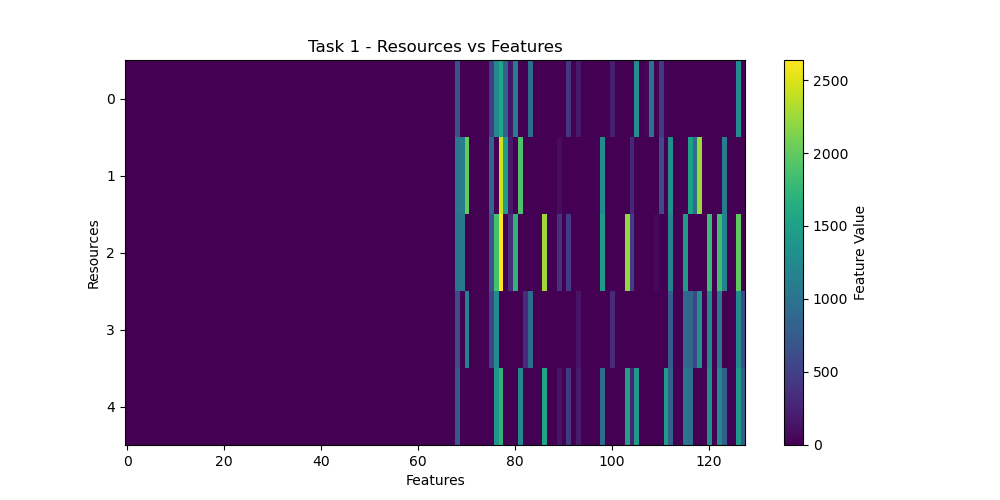 Task 1 - Resources vs Features
Resources
0
1
2
3
4
0 20 40 60 80 100 120
Features
2500
2000
1500
1000
500
0
Feature Value